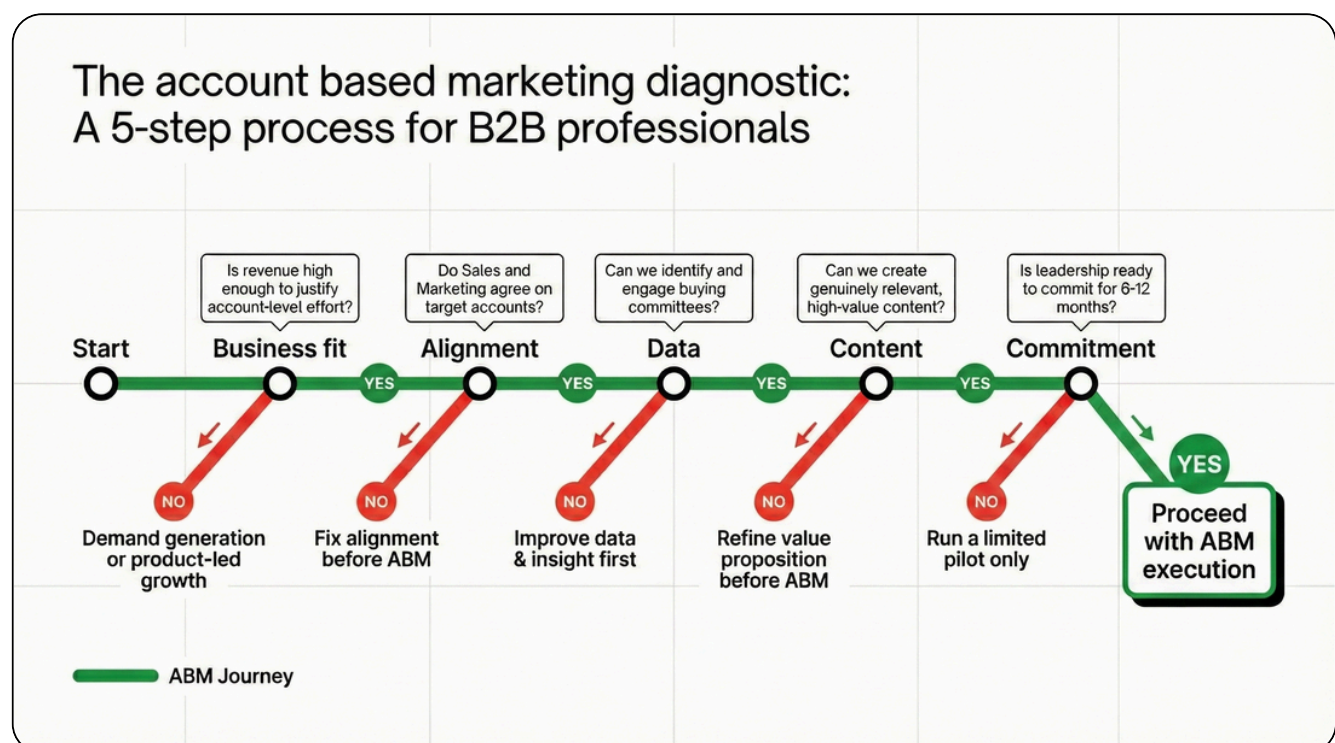 The account based marketing diagnostic:
A 5-step process for B2B professionals
Is revenue high
enough to justify
account-level effort?
Do Sales and
Marketing agree on
target accounts?
Can we identify and
engage buying
committees?
Can we create
genuinely relevant,
high-value content?
Is leadership ready
to commit for 6-12
months?
Start
Business fit
Alignment
Data
Content
Commitment
YES
YES
YES
YES
YES
NO
NO
NO
NO
NO
Demand generation
or product-led
growth
Fix alignment
before ABM
Improve data
& insight first
Refine value
proposition
before ABM
Run a limited
pilot only
Proceed
with ABM
execution
ABM Journey